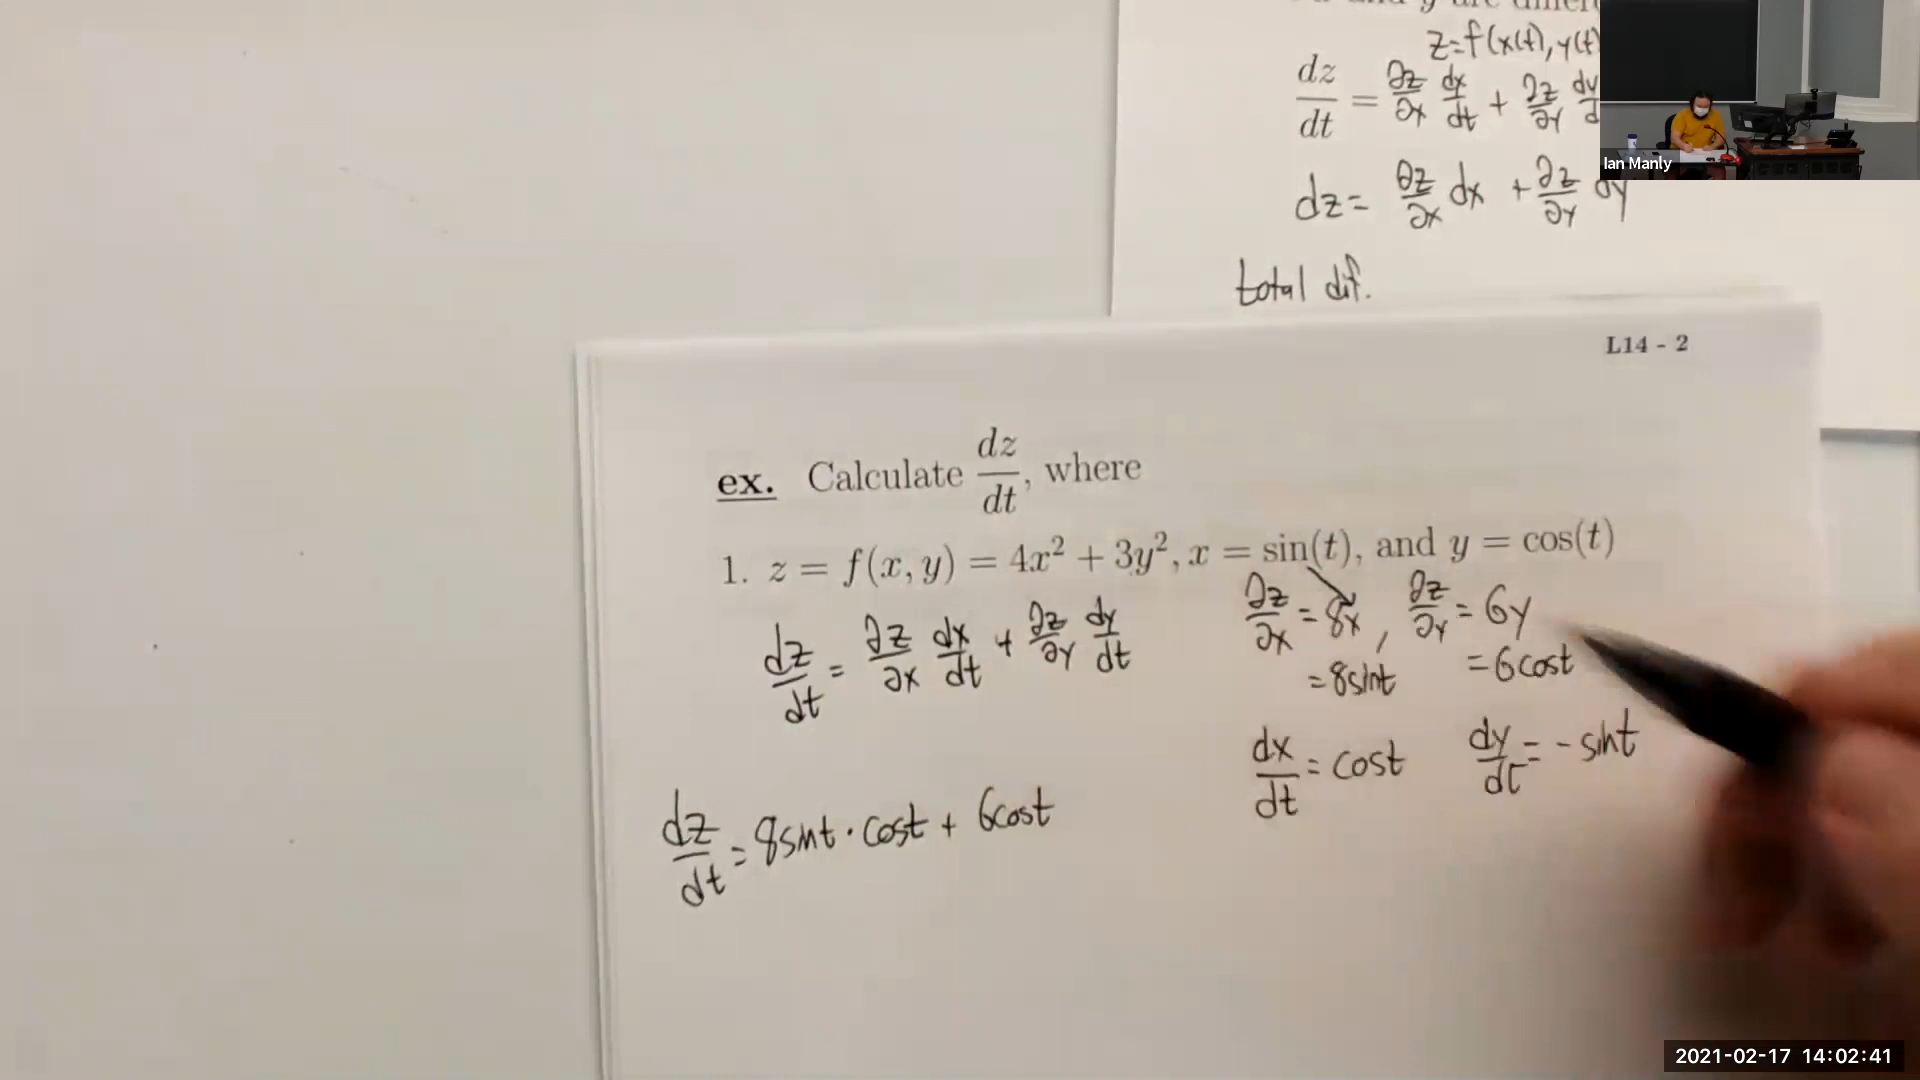 z=f(x(t), y(t)
dz/dt = ∂z/∂x dx/dt + ∂z/∂y
dz = ∂z/∂x dx + ∂z/∂y dy
total dif.
Ian Manly
L14 - 2
ex. Calculate dz/dt, where
1. z = f(x, y) = 4x² + 3y², x = sin(t), and y = cos(t)
dz/dt = ∂z/∂x dx/dt + ∂z/∂y dy/dt
∂z/∂x = 8x, ∂z/∂y = 6y
= 8sint = 6cost
dx/dt = cost dy/dt = - sint
dz/dt = 8sint · cost + 6cost
2021-02-17 14:02:41